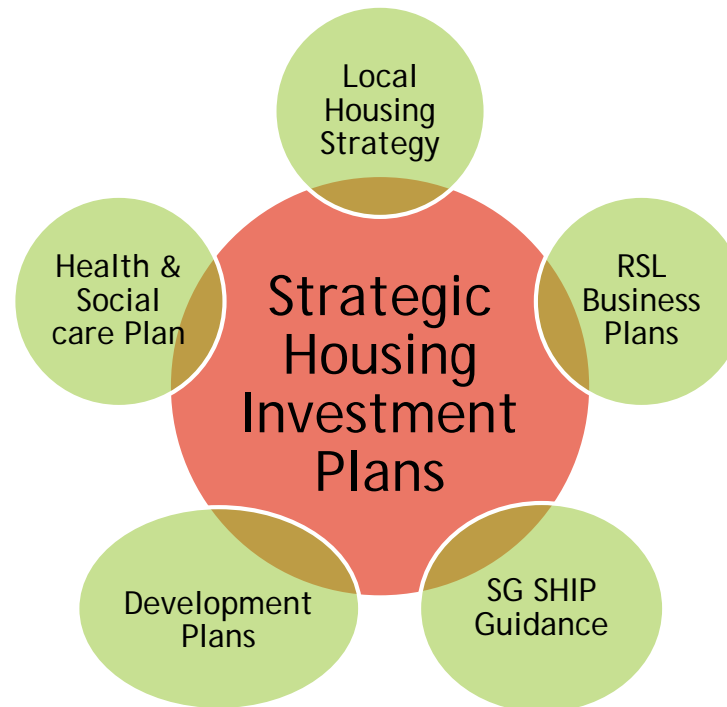 Local
Housing
Strategy
Health &
Social
care Plan
Strategic
Housing
Investment
Plans
RSL
Business
Plans
Development
Plans
SG SHIP
Guidance